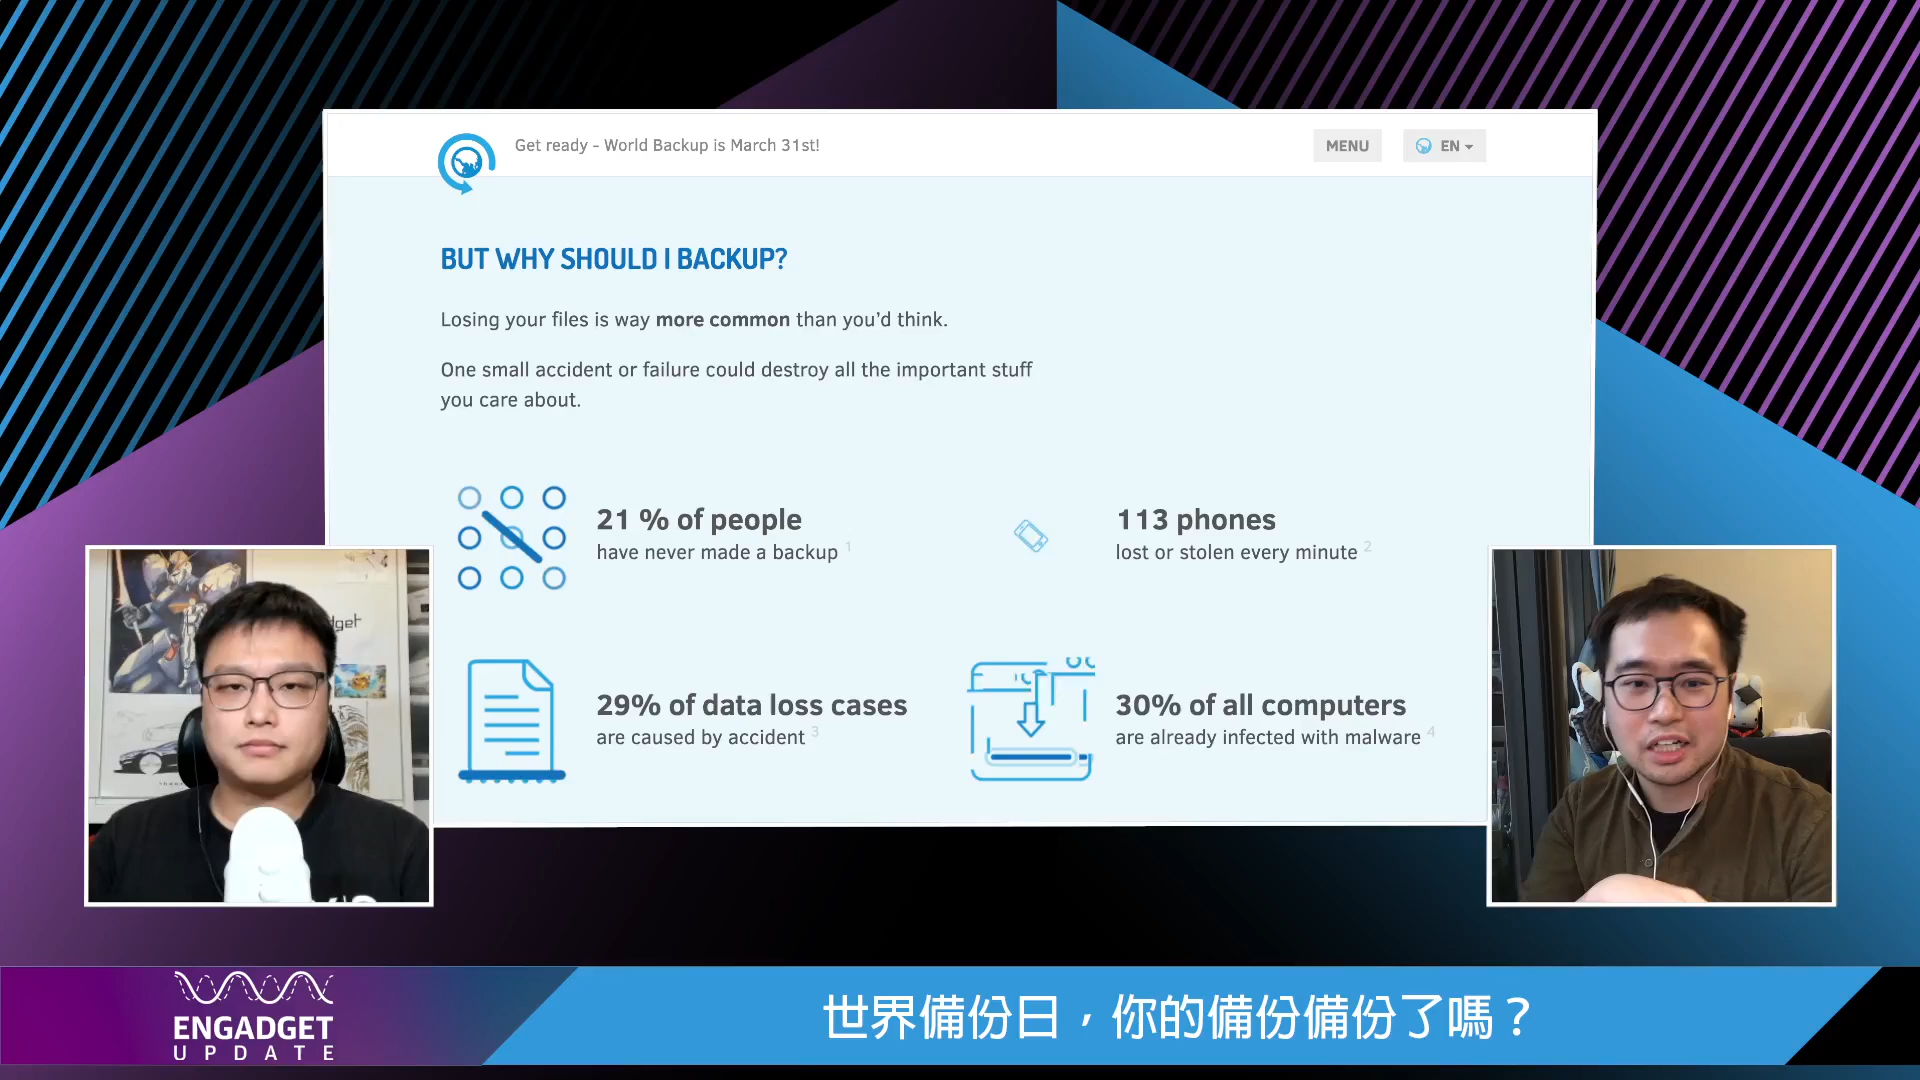 Get ready - World Backup is March 31st!
MENU
EN
BUT WHY SHOULD I BACKUP?
Losing your files is way more common than you'd think.
One small accident or failure could destroy all the important stuff
you care about.
21 % of people
have never made a backup 1
113 phones
lost or stolen every minute 2
29% of data loss cases
are caused by accident 3
30% of all computers
are already infected with malware 4
ENGADGET
UPDATE
世界備份日，你的備份備份了嗎？